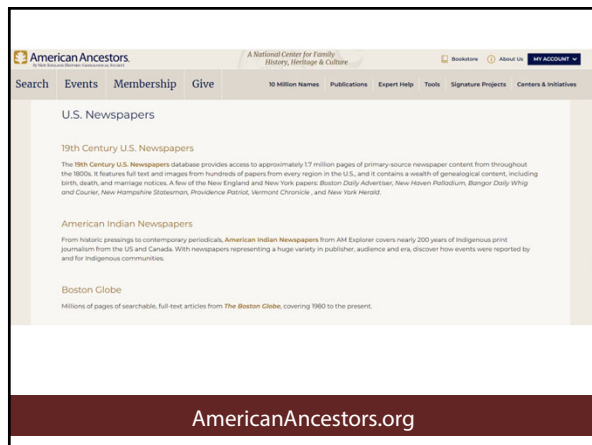 American Ancestors.
by New England Historic Genealogical Society
A National Center for Family
History, Heritage & Culture
Bookstore
About Us
MY ACCOUNT
Search Events Membership Give
10 Million Names Publications Expert Help Tools Signature Projects Centers & Initiatives
U.S. Newspapers
19th Century U.S. Newspapers
The 19th Century U.S. Newspapers database provides access to approximately 1.7 million pages of primary-source newspaper content from throughout
the 1800s. It features full text and images from hundreds of papers from every region in the U.S., and it contains a wealth of genealogical content, including
birth, death, and marriage notices. A few of the New England and New York papers: Boston Daily Advertiser, New Haven Palladium, Bangor Daily Whig
and Courier, New Hampshire Statesman, Providence Patriot, Vermont Chronicle , and New York Herald.
American Indian Newspapers
From historic pressings to contemporary periodicals, American Indian Newspapers from AM Explorer covers nearly 200 years of Indigenous print
journalism from the US and Canada. With newspapers representing a huge variety in publisher, audience and era, discover how events were reported by
and for Indigenous communities.
Boston Globe
Millions of pages of searchable, full-text articles from The Boston Globe, covering 1980 to the present.
AmericanAncestors.org